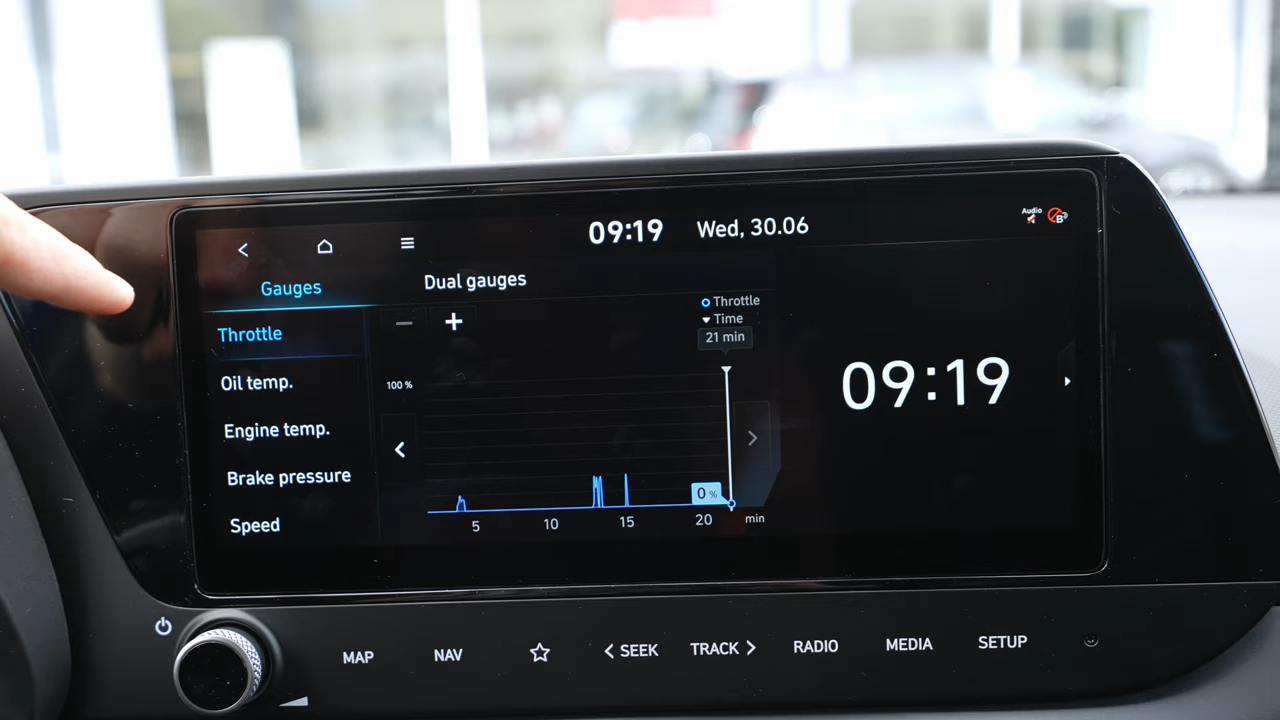 09:19 Wed, 30.06
Audio
B
Gauges Dual gauges
Throttle
Oil temp.
Engine temp.
Brake pressure
Speed
− +
Throttle
Time
21 min
100 %
0 %
5 10 15 20 min
09:19
MAP NAV < SEEK TRACK > RADIO MEDIA SETUP